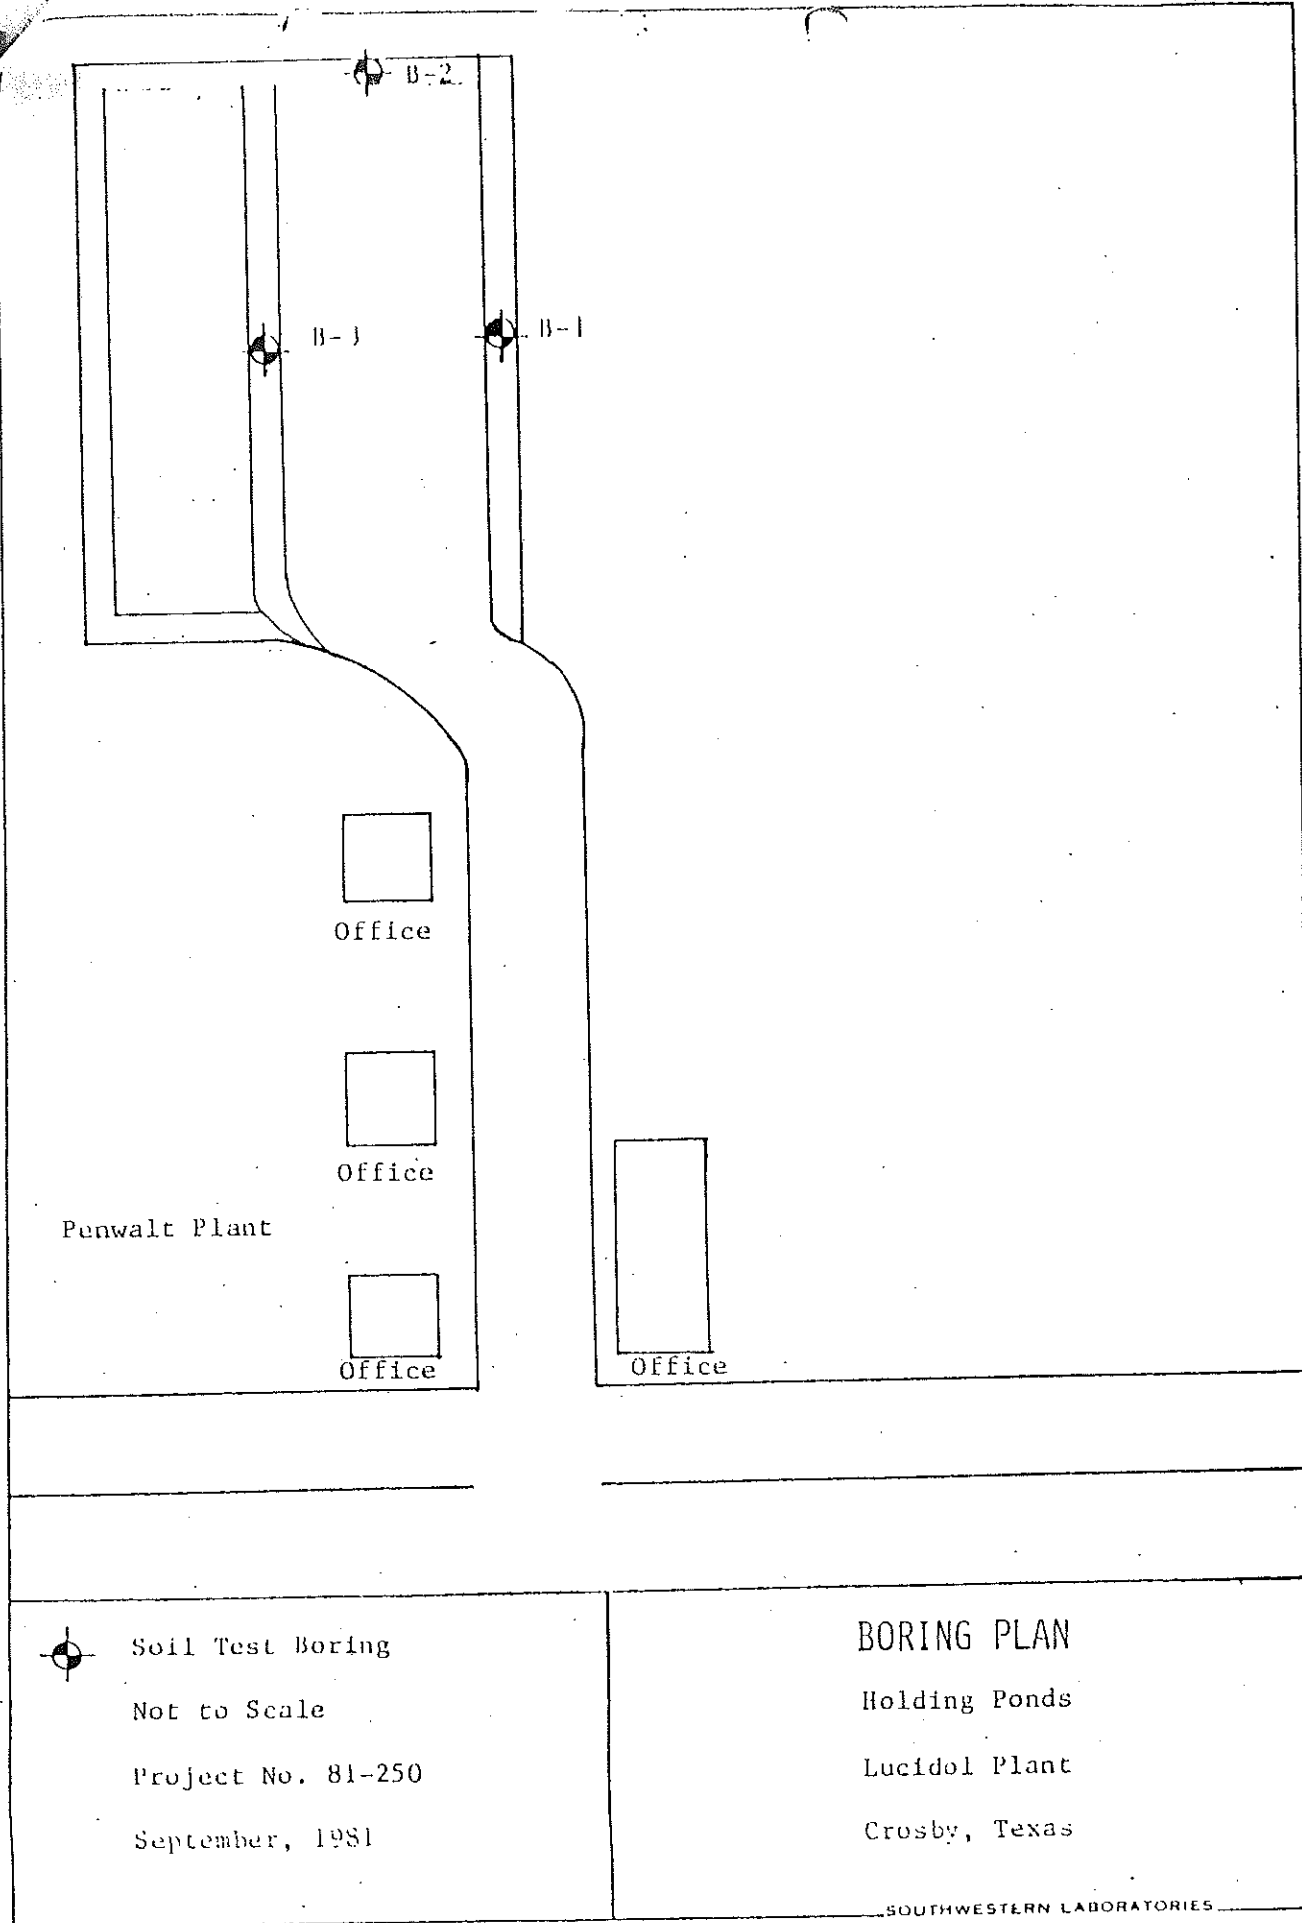 B-2
B-3
B-1
Office
Office
Penwalt Plant
Office
Office
Soil Test Boring
Not to Scale
Project No. 81-250
September, 1981
BORING PLAN
Holding Ponds
Lucidol Plant
Crosby, Texas
SOUTHWESTERN LABORATORIES